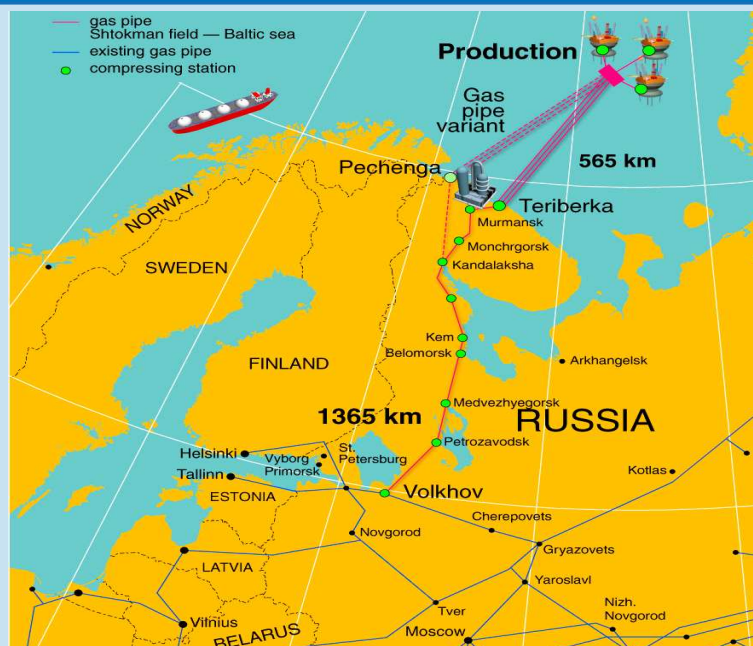 gas pipe
Shtokman field — Baltic sea
existing gas pipe
compressing station
Production
Gas
pipe
variant
565 km
Pechenga
Teriberka
Murmansk
NORWAY
Monchrgorsk
SWEDEN
Kandalaksha
Kem
Belomorsk
Arkhangelsk
FINLAND
Medvezhyegorsk
1365 km
RUSSIA
Petrozavodsk
Helsinki
St.
Petersburg
Vyborg
Primorsk
Kotlas
Tallinn
ESTONIA
Volkhov
Cherepovets
Novgorod
Gryazovets
LATVIA
Yaroslavl
Tver
Nizh.
Novgorod
Vilnius
Moscow
BELARUS